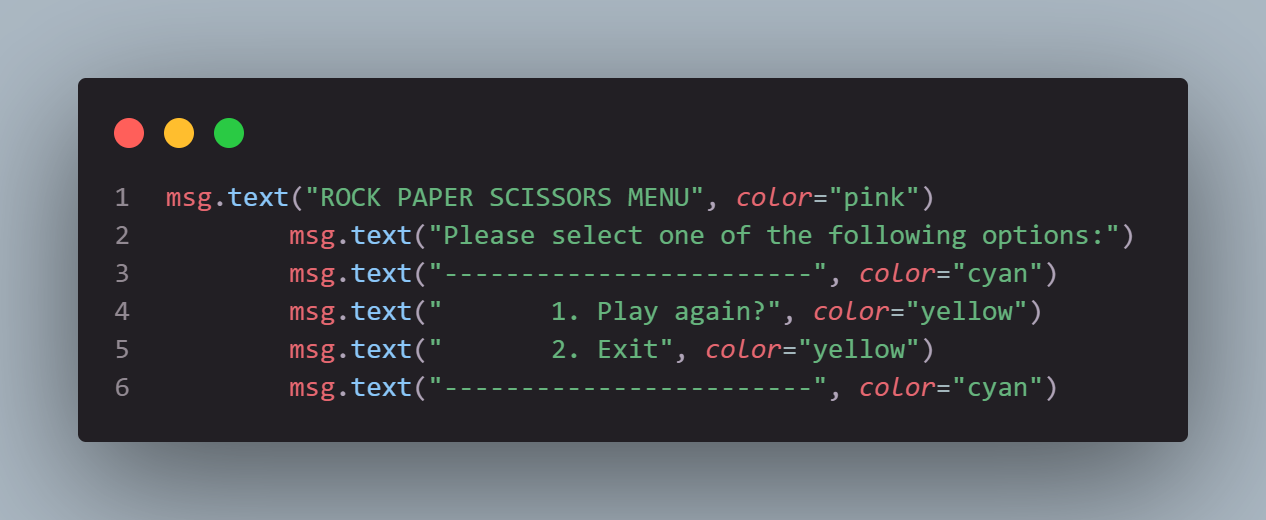 1 msg.text("ROCK PAPER SCISSORS MENU", color="pink")
2         msg.text("Please select one of the following options:")
3         msg.text("------------------------", color="cyan")
4         msg.text("       1. Play again?", color="yellow")
5         msg.text("       2. Exit", color="yellow")
6         msg.text("------------------------", color="cyan")